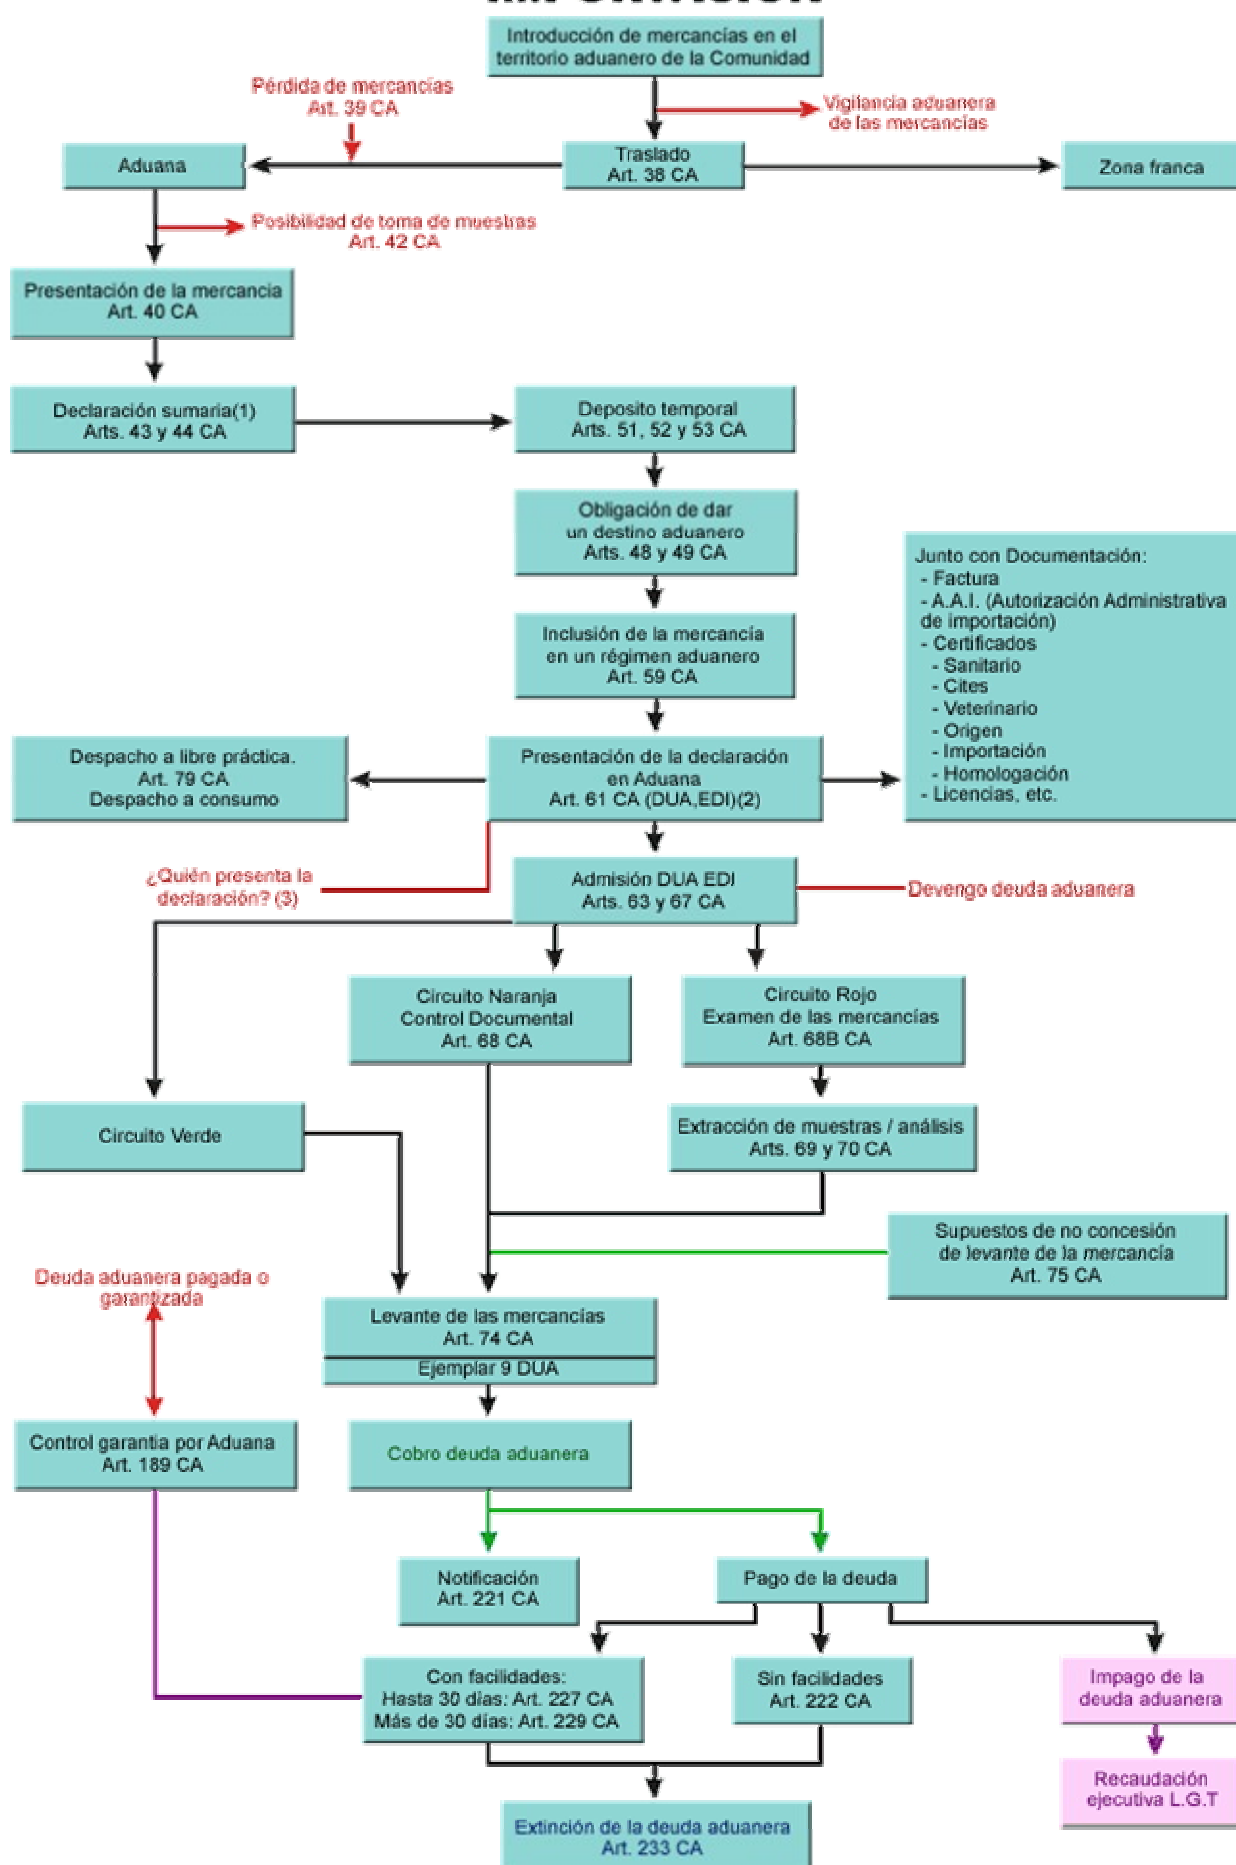 Introducción de mercancías en el
territorio aduanero de la Comunidad
Pérdida de mercancías
Art. 39 CA
Vigilancia aduanera
de las mercancías
Aduana
Traslado
Art. 38 CA
Zona franca
Posibilidad de toma de muestras
Art. 42 CA
Presentación de la mercancia
Art. 40 CA
Declaración sumaria(1)
Arts. 43 y 44 CA
Deposito temporal
Arts. 51, 52 y 53 CA
Obligación de dar
un destino aduanero
Arts. 48 y 49 CA
Junto con Documentación:
- Factura
- A.A.I. (Autorización Administrativa
de importación)
- Certificados
- Sanitario
- Cites
- Veterinario
- Origen
- Importación
- Homologación
- Licencias, etc.
Inclusión de la mercancía
en un régimen aduanero
Art. 59 CA
Despacho a libre práctica.
Art. 79 CA
Despacho a consumo
Presentación de la declaración
en Aduana
Art. 61 CA (DUA,EDI)(2)
¿Quién presenta la
declaración? (3)
Admisión DUA EDI
Arts. 63 y 67 CA
Devengo deuda aduanera
Circuito Naranja
Control Documental
Art. 68 CA
Circuito Rojo
Examen de las mercancías
Art. 68B CA
Circuito Verde
Extracción de muestras / análisis
Arts. 69 y 70 CA
Supuestos de no concesión
de levante de la mercancía
Art. 75 CA
Deuda aduanera pagada o
garantizada
Levante de las mercancías
Art. 74 CA
Ejemplar 9 DUA
Control garantia por Aduana
Art. 189 CA
Cobro deuda aduanera
Notificación
Art. 221 CA
Pago de la deuda
Con facilidades:
Hasta 30 días: Art. 227 CA
Más de 30 días: Art. 229 CA
Sin facilidades
Art. 222 CA
Impago de la
deuda aduanera
Recaudación
ejecutiva L.G.T
Extinción de la deuda aduanera
Art. 233 CA